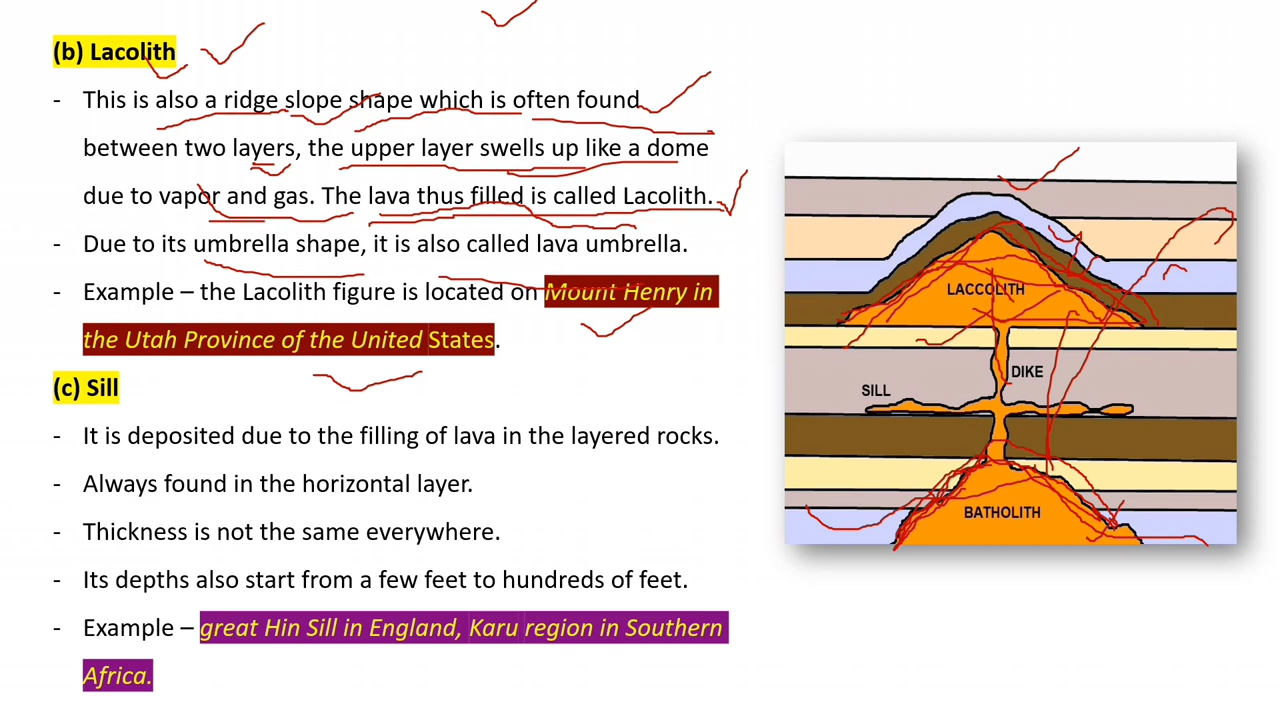 (b) Lacolith
- This is also a ridge slope shape which is often found
between two layers, the upper layer swells up like a dome
due to vapor and gas. The lava thus filled is called Lacolith.
- Due to its umbrella shape, it is also called lava umbrella.
- Example – the Lacolith figure is located on Mount Henry in
the Utah Province of the United States.
(c) Sill
- It is deposited due to the filling of lava in the layered rocks.
- Always found in the horizontal layer.
- Thickness is not the same everywhere.
- Its depths also start from a few feet to hundreds of feet.
- Example – great Hin Sill in England, Karu region in Southern
Africa.
LACCOLITH
DIKE
SILL
BATHOLITH